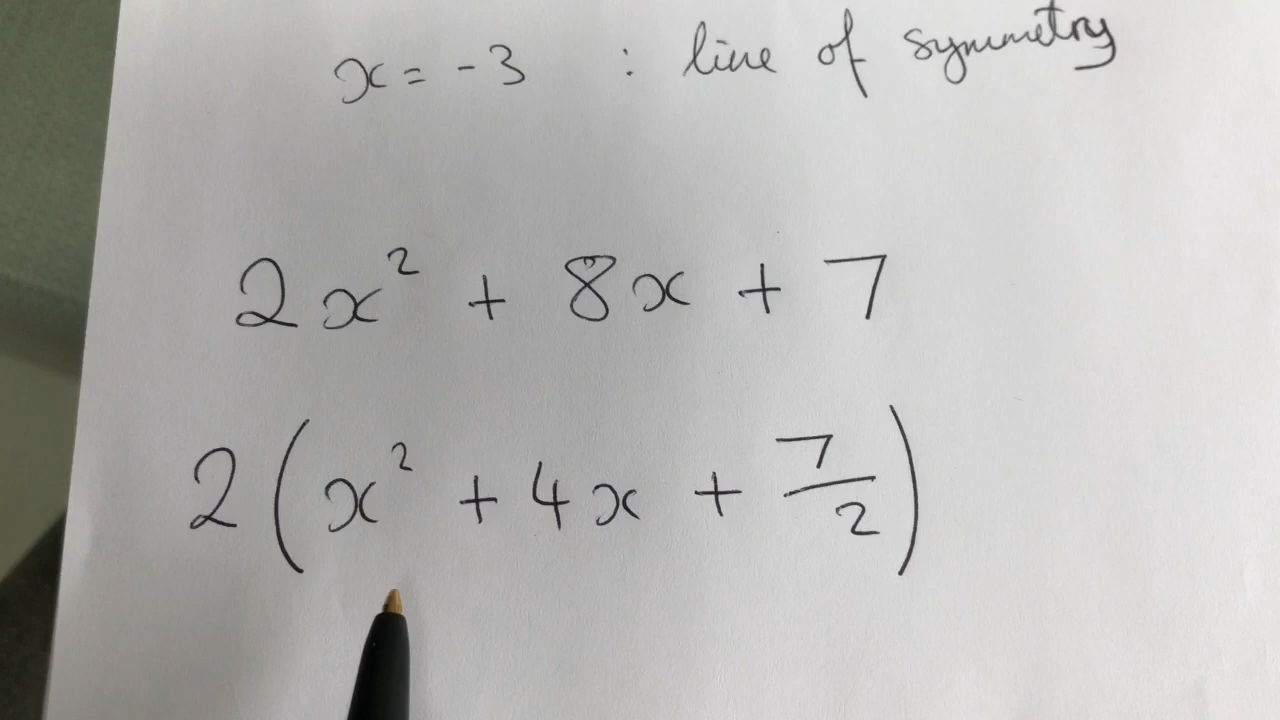 x = -3 : line of symmetry
2x² + 8x + 7
2(x² + 4x + 7/2)